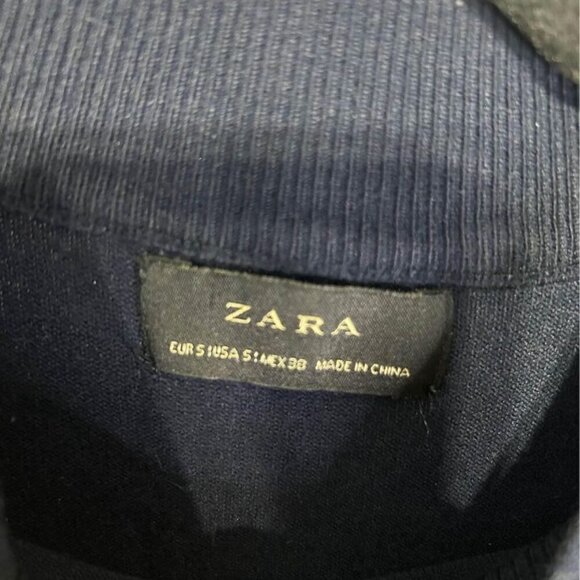 ZARA
EUR S | USA S | MEX 38 MADE IN CHINA